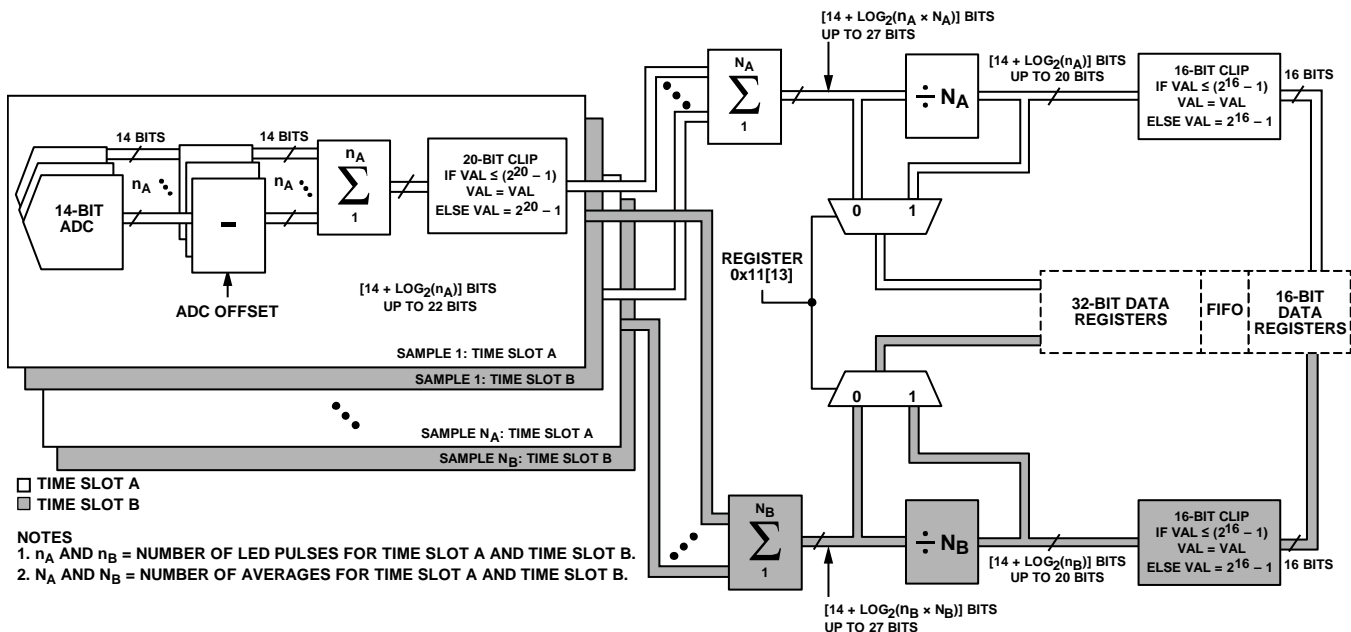 [14 + LOG2(nA × NA)] BITS
UP TO 27 BITS
14 BITS
14 BITS
nA
nA
14-BIT
ADC
–
ADC OFFSET
nA
Σ
1
20-BIT CLIP
IF VAL ≤ (2^20 – 1)
VAL = VAL
ELSE VAL = 2^20 – 1
[14 + LOG2(nA)] BITS
UP TO 22 BITS
SAMPLE 1: TIME SLOT A
SAMPLE 1: TIME SLOT B
SAMPLE NA: TIME SLOT A
SAMPLE NB: TIME SLOT B
NA
Σ
1
÷ NA
[14 + LOG2(nA)] BITS
UP TO 20 BITS
16-BIT CLIP
IF VAL ≤ (2^16 – 1)
VAL = VAL
ELSE VAL = 2^16 – 1
16 BITS
0 1
REGISTER
0x11[13]
32-BIT DATA
REGISTERS
FIFO
16-BIT
DATA
REGISTERS
0 1
NB
Σ
1
÷ NB
[14 + LOG2(nB)] BITS
UP TO 20 BITS
16-BIT CLIP
IF VAL ≤ (2^16 – 1)
VAL = VAL
ELSE VAL = 2^16 – 1
16 BITS
[14 + LOG2(nB × NB)] BITS
UP TO 27 BITS
TIME SLOT A
TIME SLOT B
NOTES
1. nA AND nB = NUMBER OF LED PULSES FOR TIME SLOT A AND TIME SLOT B.
2. NA AND NB = NUMBER OF AVERAGES FOR TIME SLOT A AND TIME SLOT B.